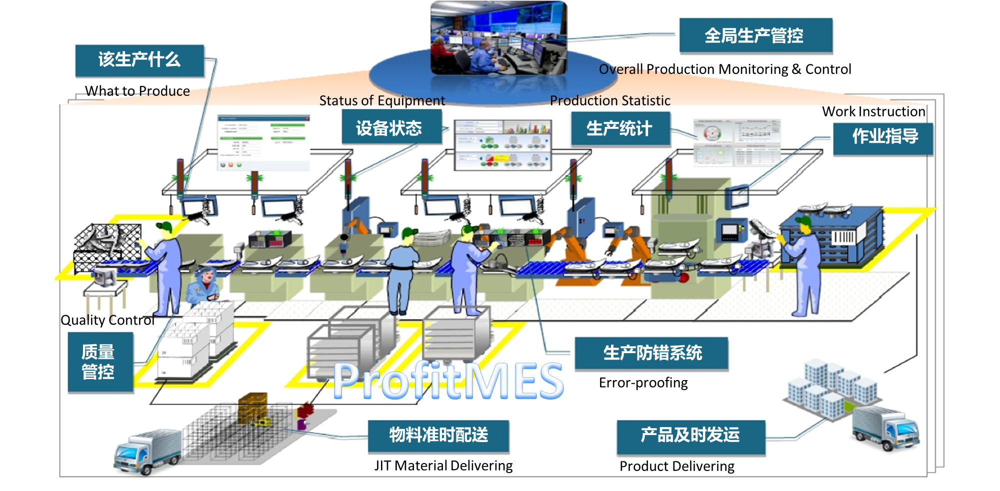 全局生产管控
Overall Production Monitoring & Control
该生产什么
What to Produce
Status of Equipment
设备状态
Production Statistic
生产统计
Work Instruction
作业指导
Quality Control
质量
管控
生产防错系统
Error-proofing
ProfitMES
物料准时配送
JIT Material Delivering
产品及时发运
Product Delivering